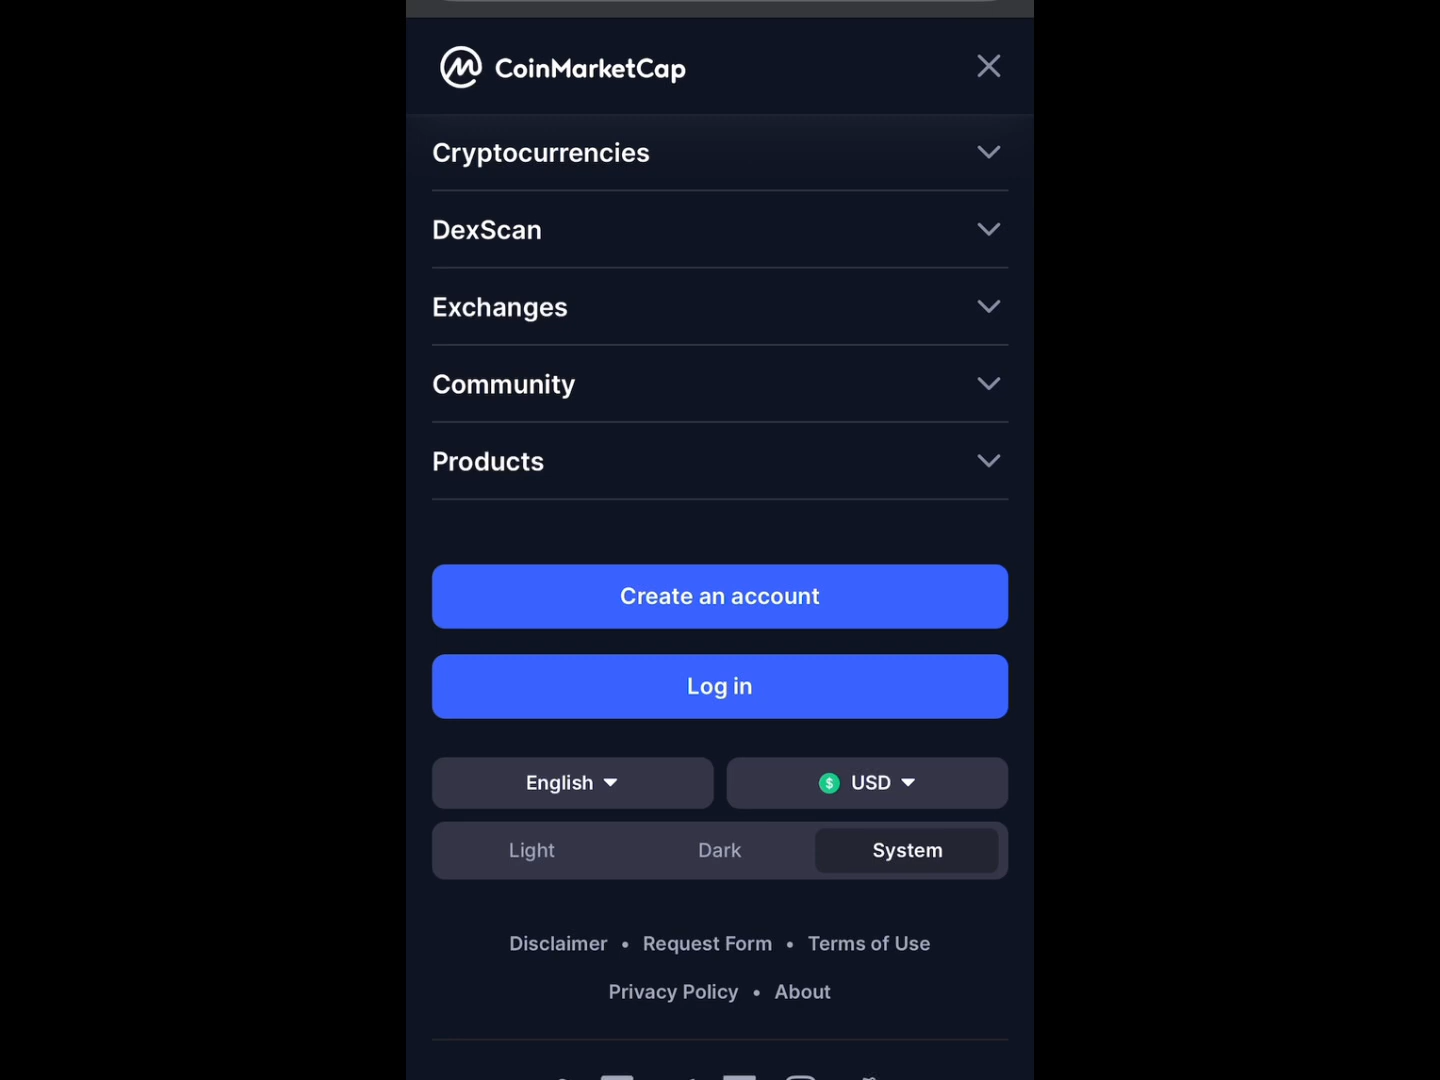 CoinMarketCap
Cryptocurrencies
DexScan
Exchanges
Community
Products
Create an account
Log in
English
$ USD
Light Dark System
Disclaimer • Request Form • Terms of Use
Privacy Policy • About